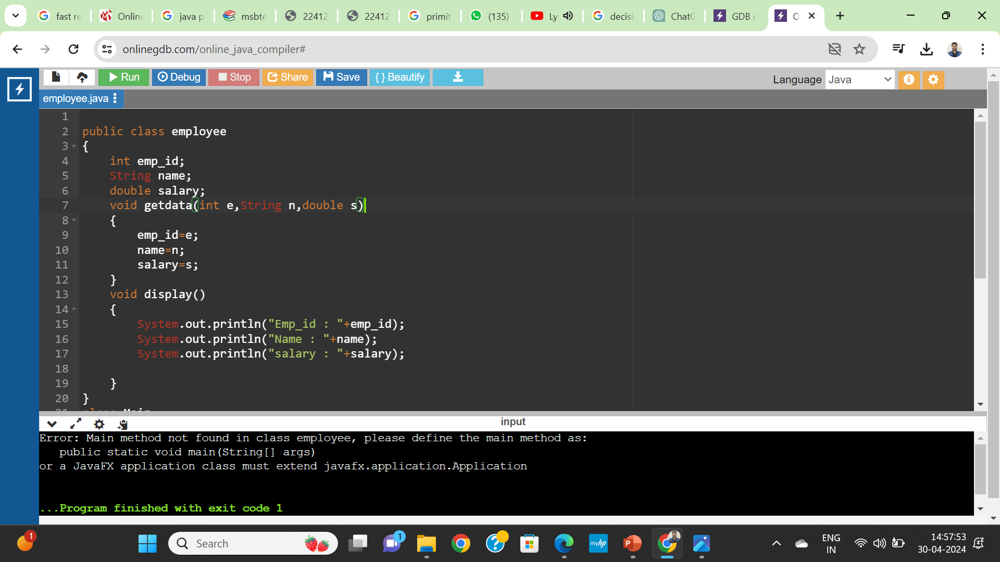 fast re
Online
java p
msbte
22412
22412
primit
(135)
Ly
decisi
ChatG
GDB
onlinegdb.com/online_java_compiler#
Run Debug Stop Share Save { } Beautify
Language Java
employee.java
1
2 public class employee
3 {
4 int emp_id;
5 String name;
6 double salary;
7 void getdata(int e,String n,double s)
8 {
9 emp_id=e;
10 name=n;
11 salary=s;
12 }
13 void display()
14 {
15 System.out.println("Emp_id : "+emp_id);
16 System.out.println("Name : "+name);
17 System.out.println("salary : "+salary);
18
19 }
20 }
input
Error: Main method not found in class employee, please define the main method as:
public static void main(String[] args)
or a JavaFX application class must extend javafx.application.Application
...Program finished with exit code 1
1
Search
1
myhp
ENG
IN
14:57:53
30-04-2024